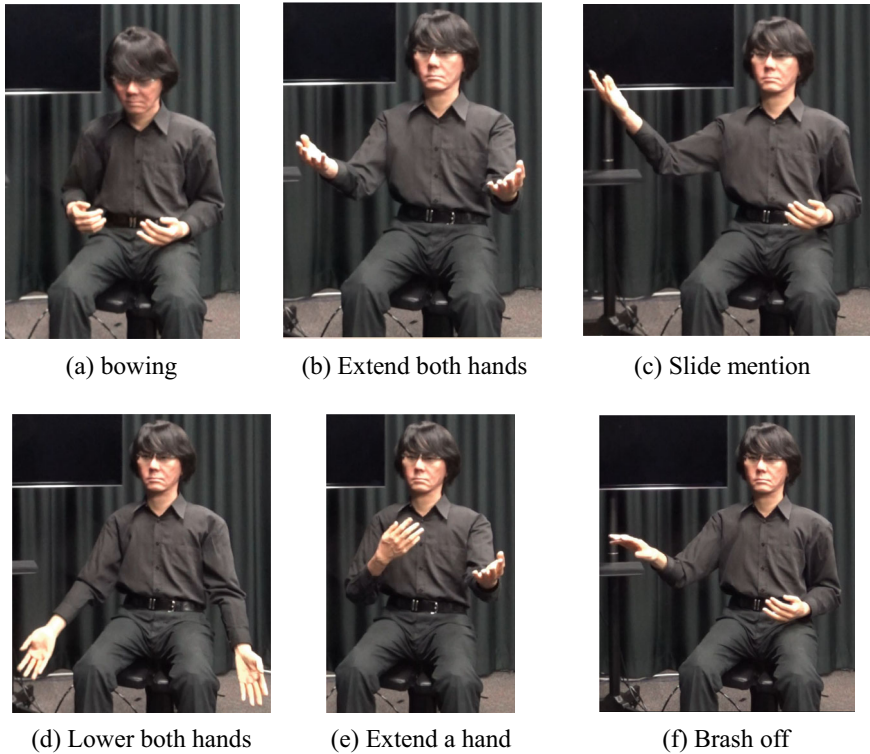 (a) bowing
(b) Extend both hands
(c) Slide mention
(d) Lower both hands
(e) Extend a hand
(f) Brash off